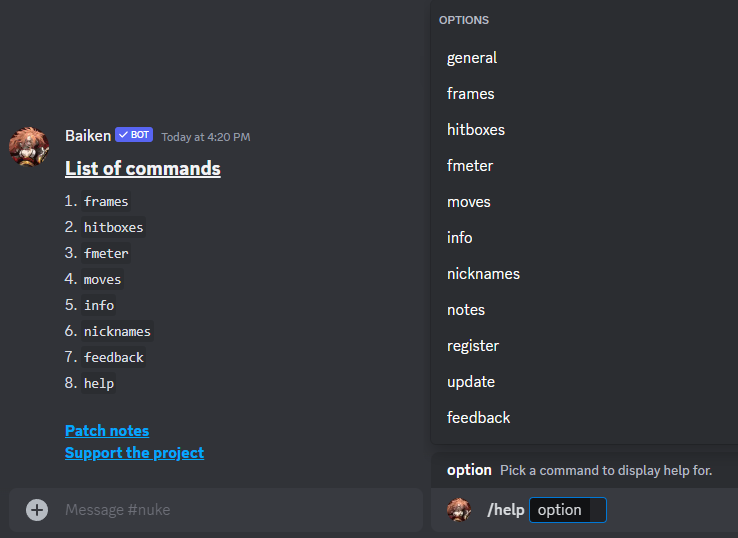 Baiken BOT Today at 4:20 PM
List of commands
1. frames
2. hitboxes
3. fmeter
4. moves
5. info
6. nicknames
7. feedback
8. help
Patch notes
Support the project
Message #nuke
OPTIONS
general
frames
hitboxes
fmeter
moves
info
nicknames
notes
register
update
feedback
option Pick a command to display help for.
/help option